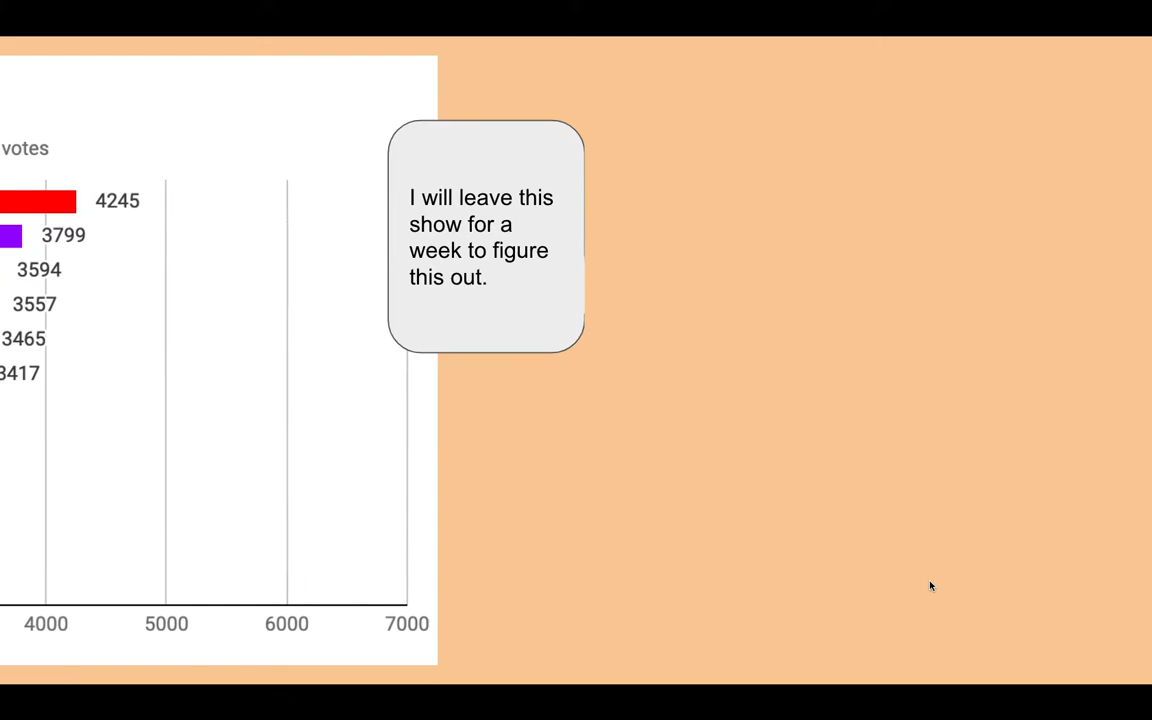 votes
4245
3799
3594
3557
3465
3417
4000 5000 6000 7000
I will leave this
show for a
week to figure
this out.